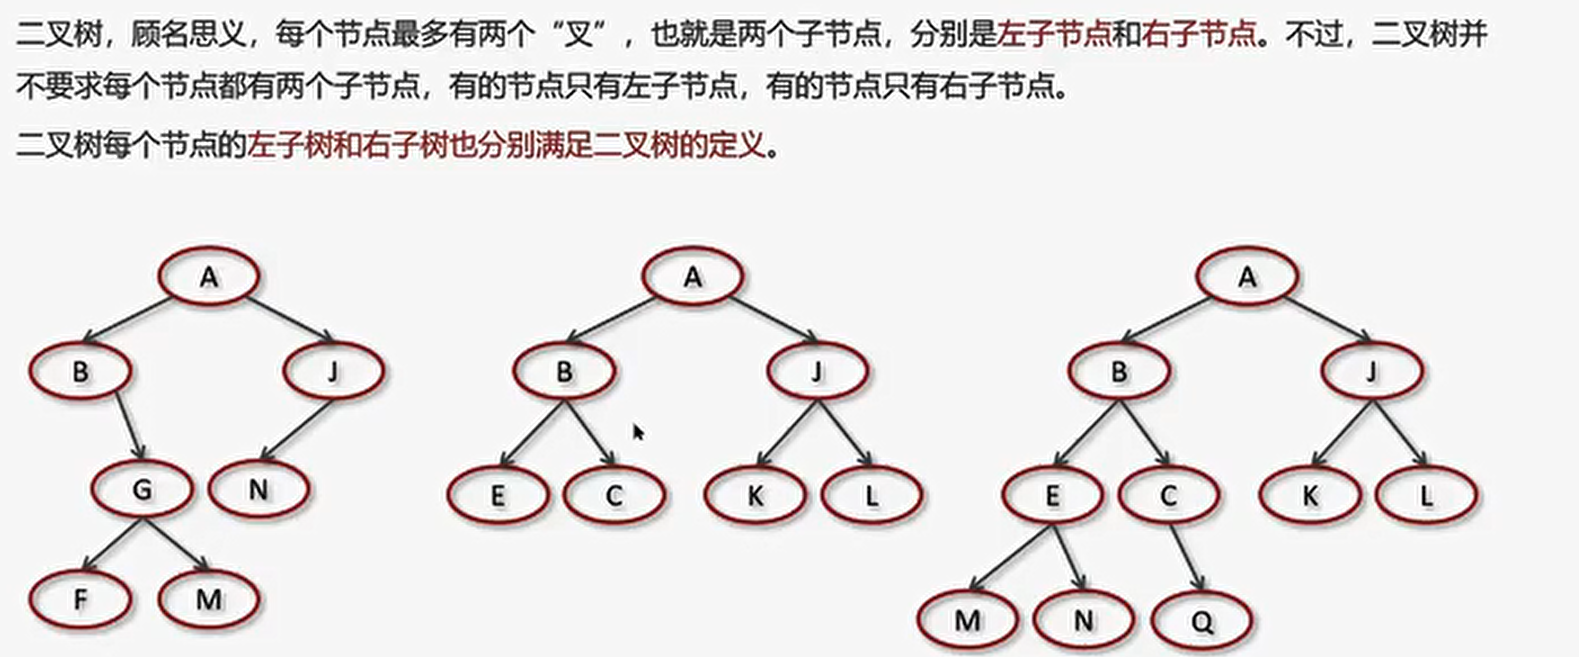 二叉树，顾名思义，每个节点最多有两个“叉”，也就是两个子节点，分别是左子节点和右子节点。不过，二叉树并
不要求每个节点都有两个子节点，有的节点只有左子节点，有的节点只有右子节点。
二叉树每个节点的左子树和右子树也分别满足二叉树的定义。
A A A
B J B J B J
G N E C K L E C K L
F M M N Q